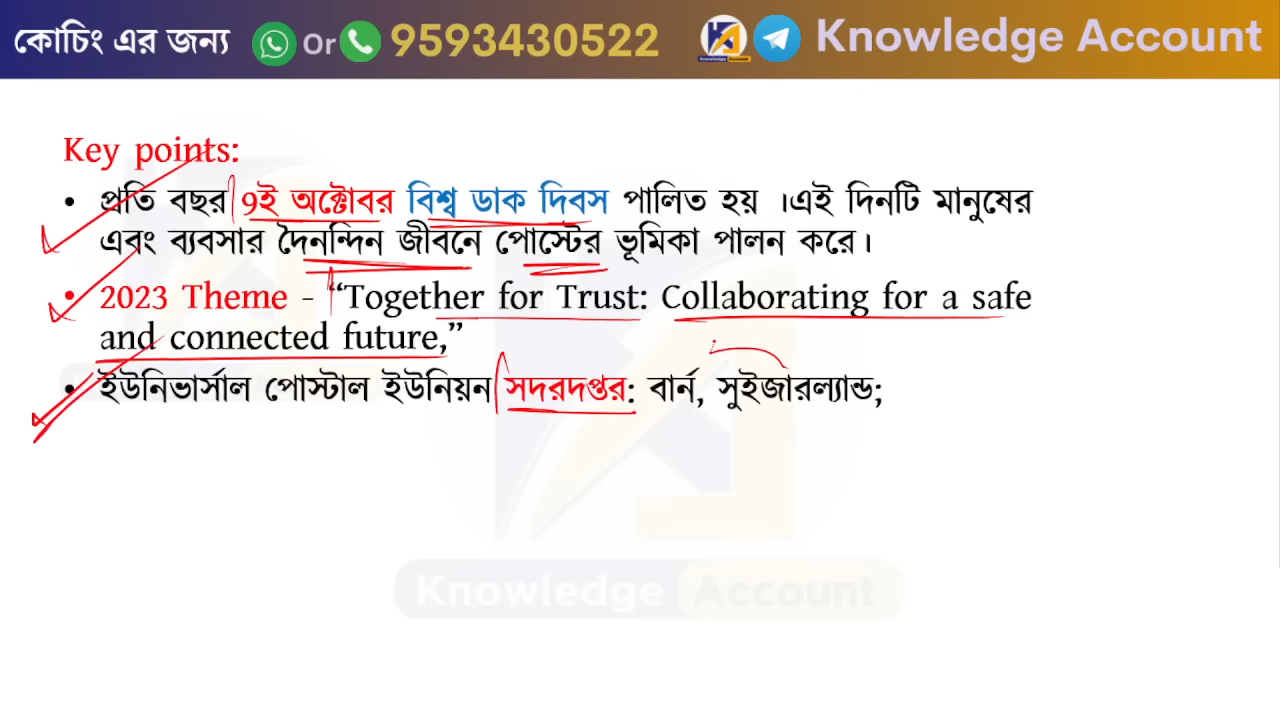 কোচিং এর জন্য Or 9593430522 Knowledge Account
Key points:
• প্রতি বছর 9ই অক্টোবর বিশ্ব ডাক দিবস পালিত হয় ।এই দিনটি মানুষের
এবং ব্যবসার দৈনন্দিন জীবনে পোস্টের ভূমিকা পালন করে।
• 2023 Theme - “Together for Trust: Collaborating for a safe
and connected future,”
• ইউনিভার্সাল পোস্টাল ইউনিয়ন সদরদপ্তর: বার্ন, সুইজারল্যান্ড;
Knowledge Account